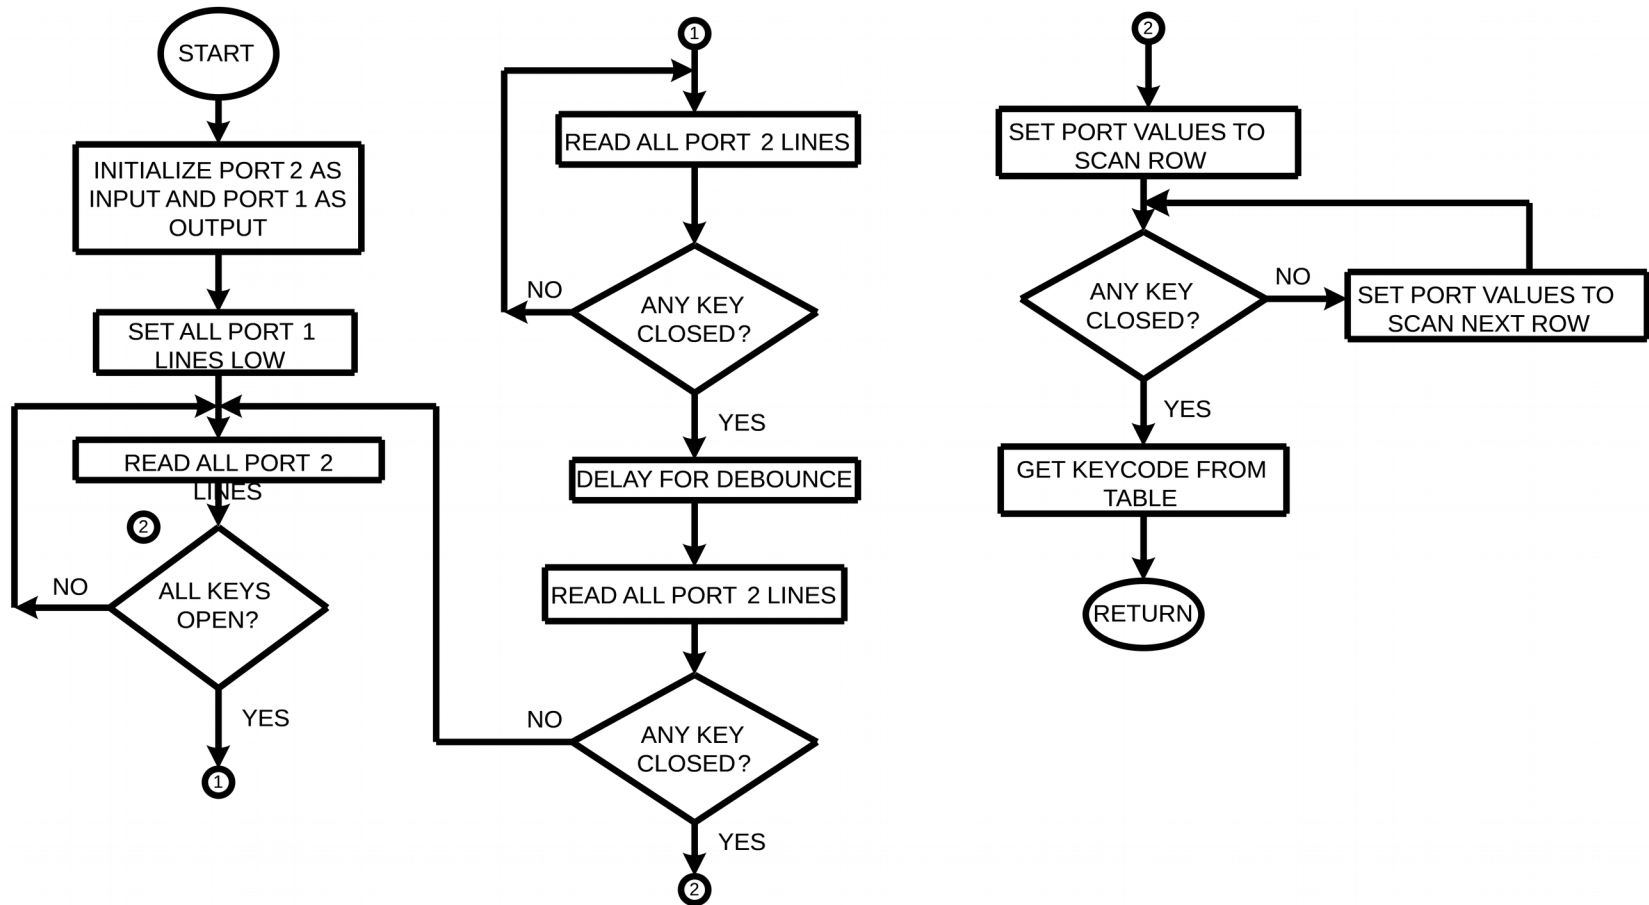 START
INITIALIZE PORT 2 AS
INPUT AND PORT 1 AS
OUTPUT
SET ALL PORT 1
LINES LOW
READ ALL PORT 2
LINES
2
ALL KEYS
OPEN?
NO
YES
1
1
READ ALL PORT 2 LINES
ANY KEY
CLOSED?
NO
YES
DELAY FOR DEBOUNCE
READ ALL PORT 2 LINES
ANY KEY
CLOSED?
NO
YES
2
2
SET PORT VALUES TO
SCAN ROW
ANY KEY
CLOSED?
NO
SET PORT VALUES TO
SCAN NEXT ROW
YES
GET KEYCODE FROM
TABLE
RETURN